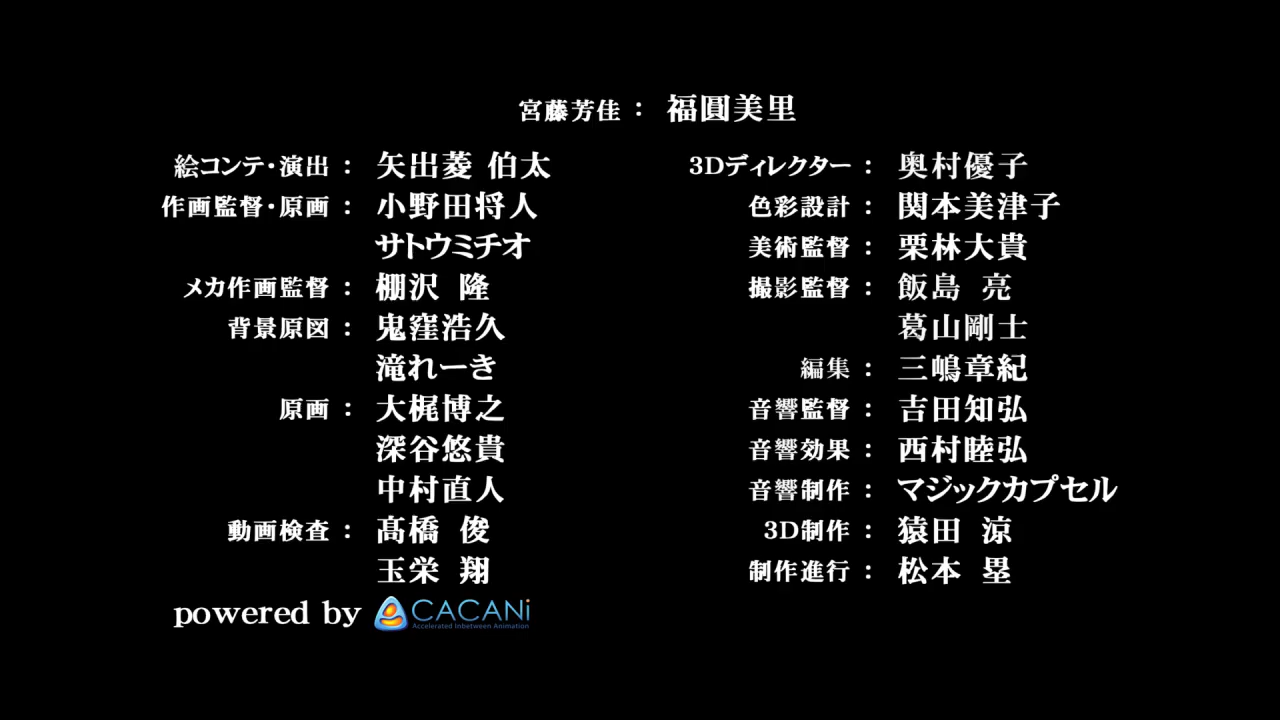 宮藤芳佳： 福圓美里
絵コンテ・演出： 矢出菱 伯太
作画監督・原画： 小野田将人
サトウミチオ
メカ作画監督： 棚沢 隆
背景原図： 鬼窪浩久
滝れーき
原画： 大梶博之
深谷悠貴
中村直人
動画検査： 髙橋 俊
玉栄 翔
powered by CACANi
Accelerated Inbetween Animation
3Dディレクター： 奥村優子
色彩設計： 関本美津子
美術監督： 栗林大貴
撮影監督： 飯島 亮
葛山剛士
編集： 三嶋章紀
音響監督： 吉田知弘
音響効果： 西村睦弘
音響制作： マジックカプセル
3D制作： 猿田 涼
制作進行： 松本 塁